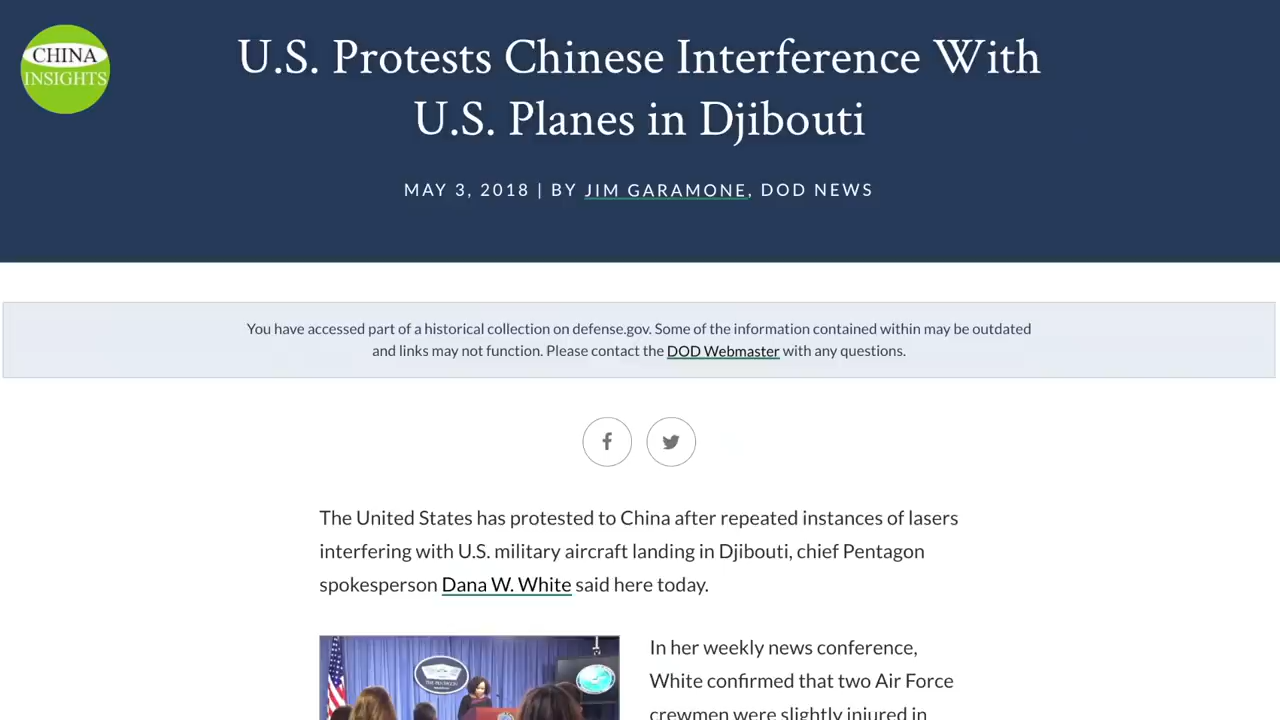 CHINA
INSIGHTS
U.S. Protests Chinese Interference With
U.S. Planes in Djibouti
MAY 3, 2018 | BY JIM GARAMONE, DOD NEWS
You have accessed part of a historical collection on defense.gov. Some of the information contained within may be outdated
and links may not function. Please contact the DOD Webmaster with any questions.
The United States has protested to China after repeated instances of lasers
interfering with U.S. military aircraft landing in Djibouti, chief Pentagon
spokesperson Dana W. White said here today.
In her weekly news conference,
White confirmed that two Air Force
crewmen were slightly injured in
THE PENTAGON